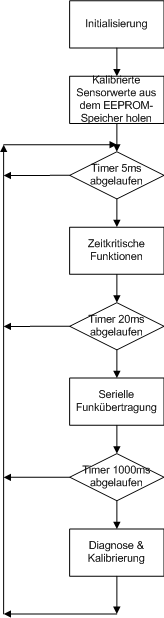 Initialisierung
Kalibrierte
Sensorwerte aus
dem EEPROM-
Speicher holen
Timer 5ms
abgelaufen
Zeitkritische
Funktionen
Timer 20ms
abgelaufen
Serielle
Funkübertragung
Timer 1000ms
abgelaufen
Diagnose &
Kalibrierung